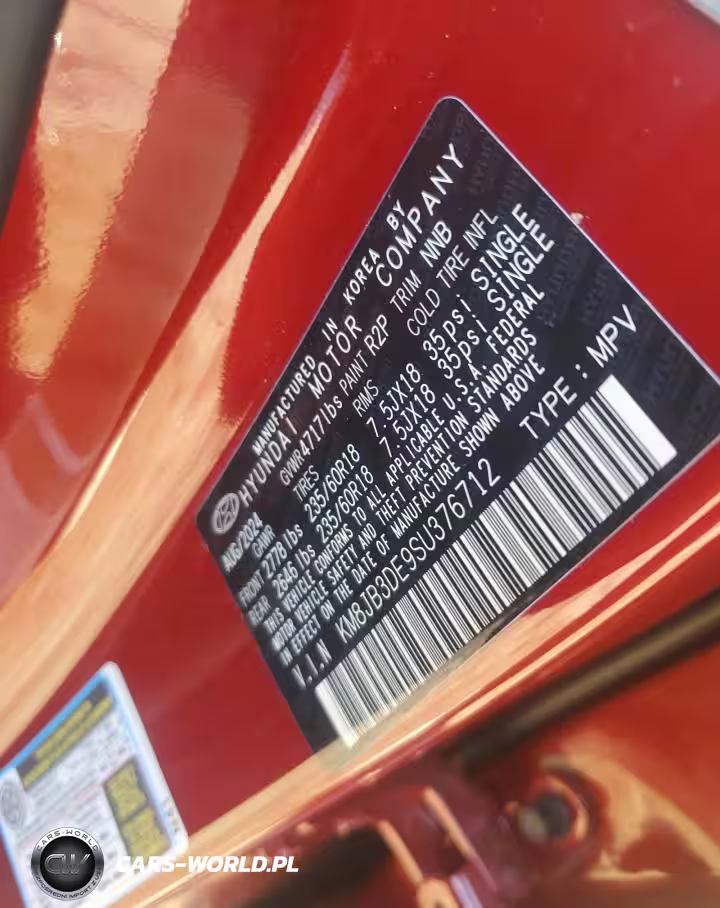 MANUFACTURED IN KOREA BY
HYUNDAI MOTOR COMPANY
AUG/2024 GVWR 4717lbs PAINT R2P TRIM NNB
GAWR TIRES RIMS COLD TIRE INFL
FRONT 2778 lbs 235/60R18 7.5JX18 35psi SINGLE
REAR 2646 lbs 235/60R18 7.5JX18 35psi SINGLE
THIS VEHICLE CONFORMS TO ALL APPLICABLE U.S.A. FEDERAL
MOTOR VEHICLE SAFETY AND THEFT PREVENTION STANDARDS
IN EFFECT ON THE DATE OF MANUFACTURE SHOWN ABOVE
V.I.N KM8JB3DE9SU376712 TYPE : MPV
CARS-WORLD
CW
CARS-WORLD.PL